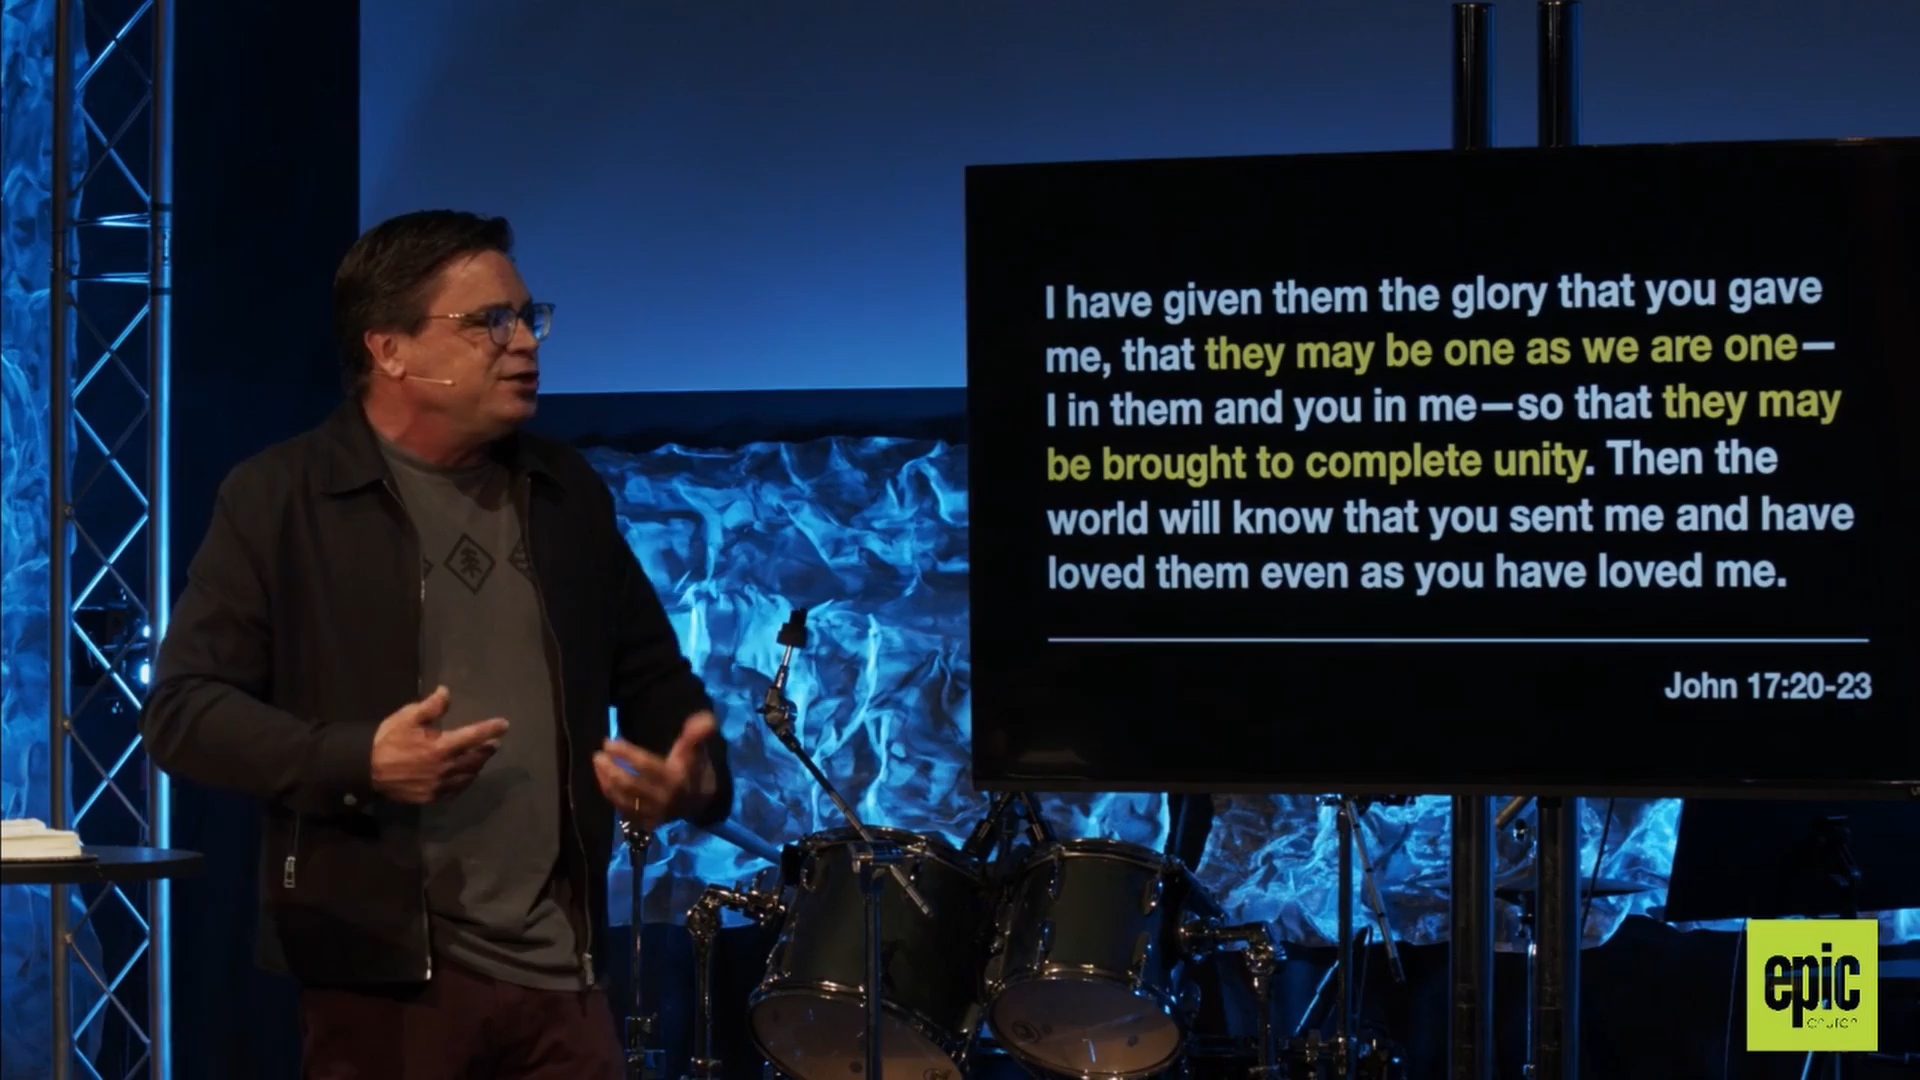 I have given them the glory that you gave
me, that they may be one as we are one—
I in them and you in me—so that they may
be brought to complete unity. Then the
world will know that you sent me and have
loved them even as you have loved me.
John 17:20-23
epic
church